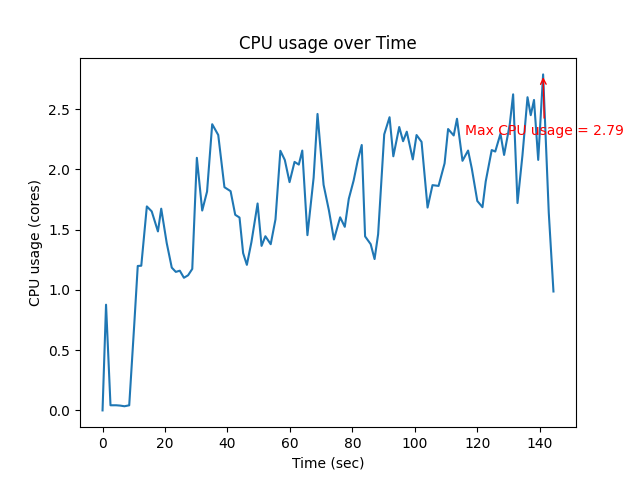 CPU usage over Time
CPU usage (cores)
2.5
2.0
1.5
1.0
0.5
0.0
Max CPU usage = 2.79
0 20 40 60 80 100 120 140
Time (sec)